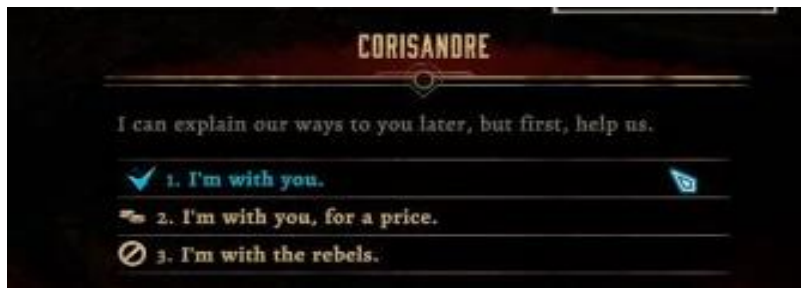 CORISANDRE
I can explain our ways to you later, but first, help us.
1. I'm with you.
2. I'm with you, for a price.
3. I'm with the rebels.